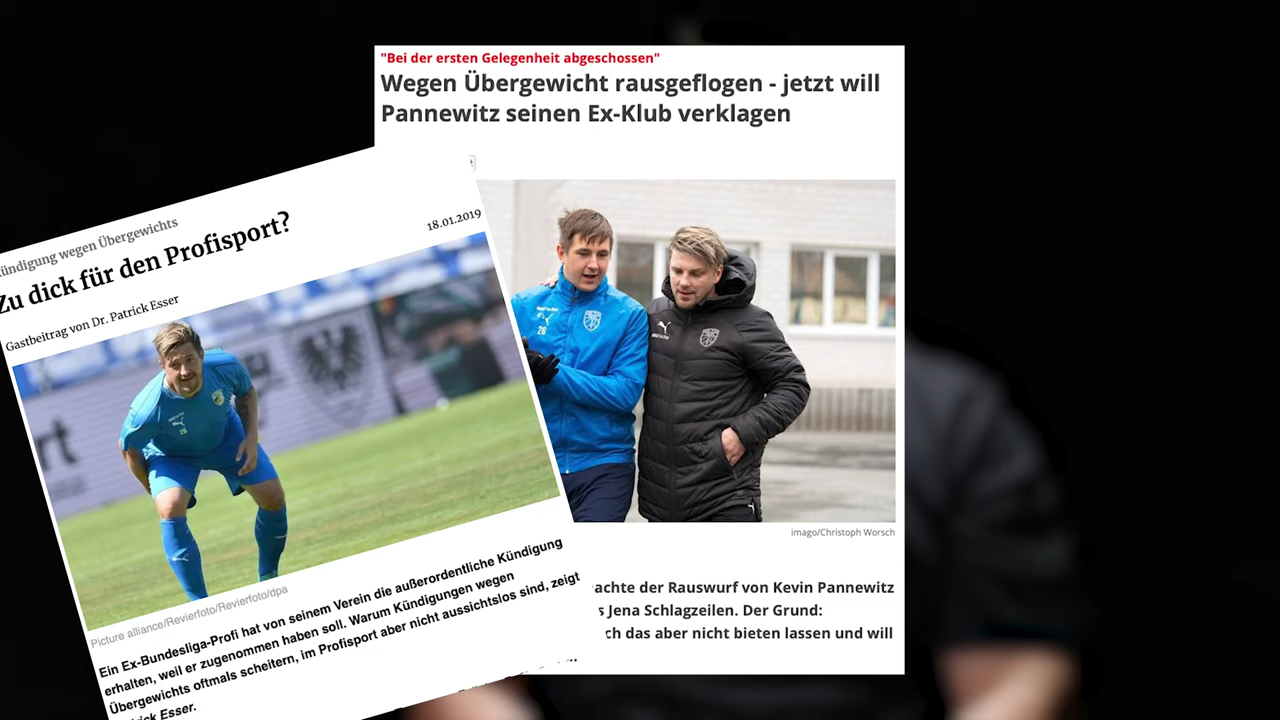 "Bei der ersten Gelegenheit abgeschossen"
Wegen Übergewicht rausgeflogen - jetzt will
Pannewitz seinen Ex-Klub verklagen
imago/Christoph Worsch
der Rauswurf von Kevin Pannewitz
Jena Schlagzeilen. Der Grund:
das aber nicht bieten lassen und will
wegen Übergewichts
18.01.2019
Zu dick für den Profisport?
Gastbeitrag von Dr. Patrick Esser
26
26
Picture alliance/Revierfoto/Revierfoto/dpa
Ein Ex-Bundesliga-Profi hat von seinem Verein die außerordentliche Kündigung
erhalten, weil er zugenommen haben soll. Warum Kündigungen wegen
Übergewichts oftmals scheitern, im Profisport aber nicht aussichtslos sind, zeigt
Esser.